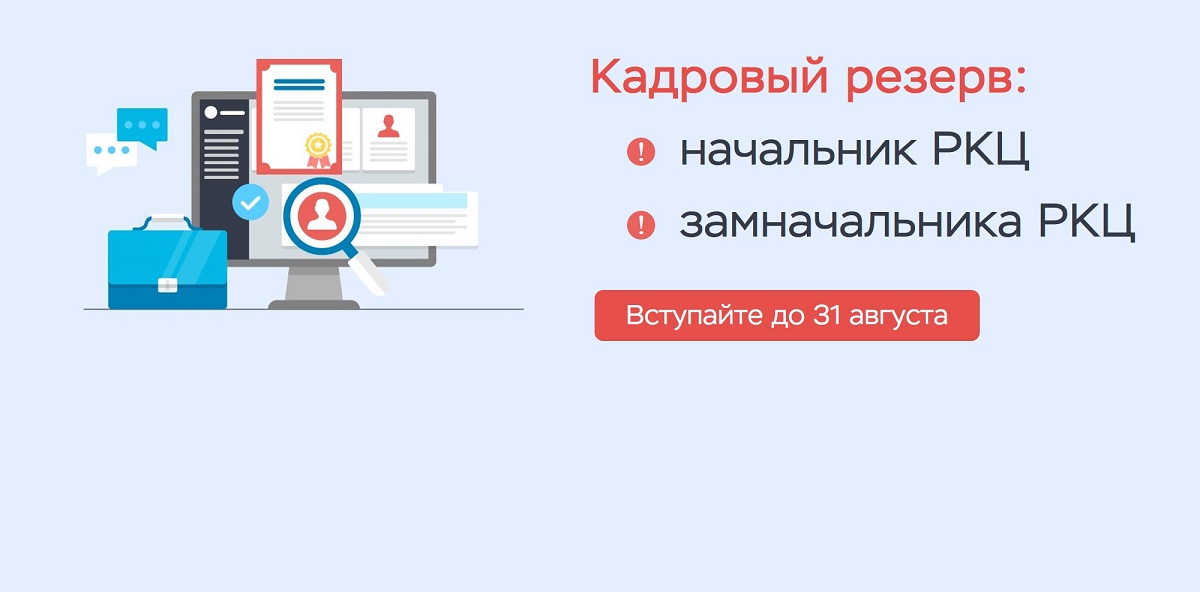 Кадровый резерв:
начальник РКЦ
замначальника РКЦ
Вступайте до 31 августа